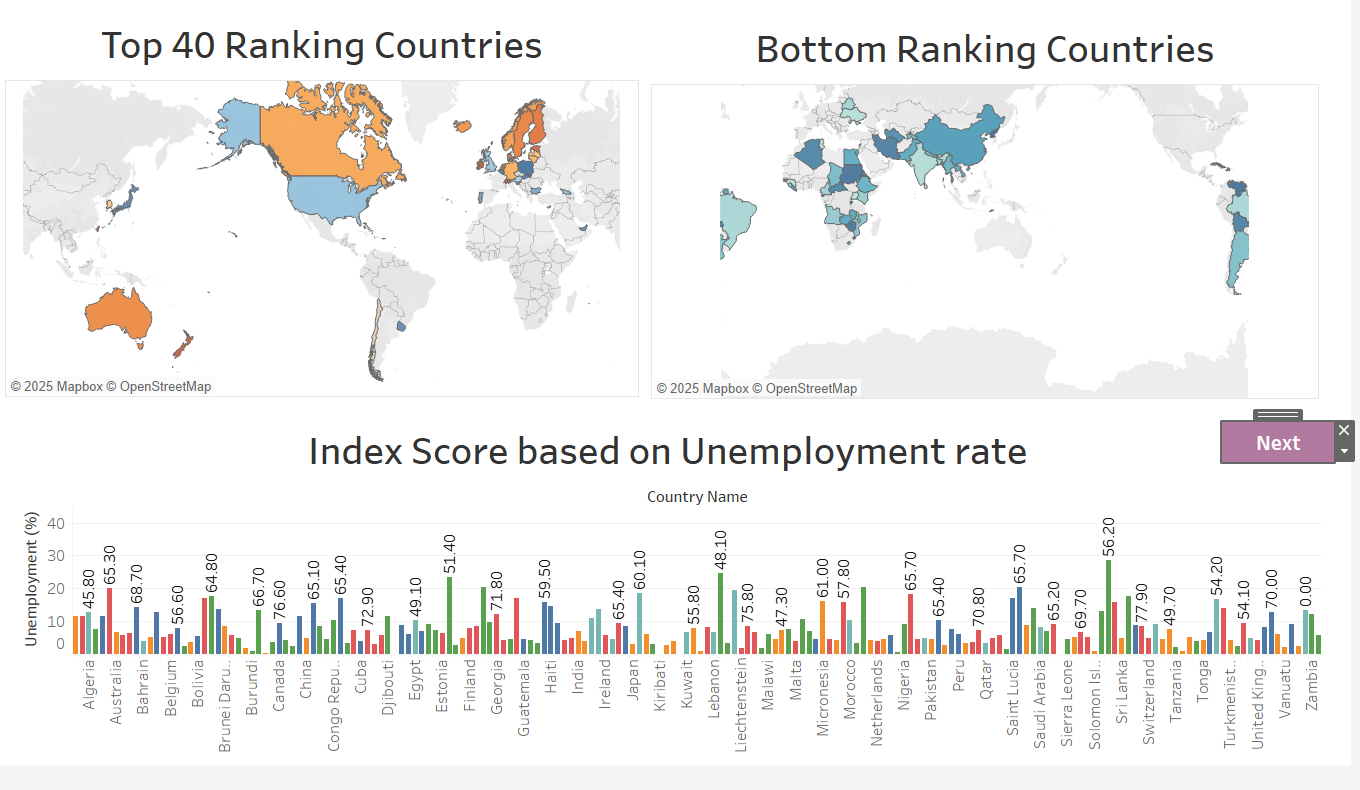 Top 40 Ranking Countries
Bottom Ranking Countries
© 2025 Mapbox © OpenStreetMap
© 2025 Mapbox © OpenStreetMap
Index Score based on Unemployment rate
Next
Country Name
Unemployment (%)
40
30
20
10
0
45.80
65.30
68.70
56.60
64.80
66.70
76.60
65.10
65.40
72.90
49.10
51.40
71.80
59.50
65.40
60.10
55.80
48.10
75.80
47.30
61.00
57.80
65.70
65.40
70.80
65.70
65.20
69.70
56.20
77.90
49.70
54.20
54.10
70.00
0.00
Algeria
Australia
Bahrain
Belgium
Bolivia
Brunei Daru..
Burundi
Canada
China
Congo Repu..
Cuba
Djibouti
Egypt
Estonia
Finland
Georgia
Guatemala
Haiti
India
Ireland
Japan
Kiribati
Kuwait
Lebanon
Liechtenstein
Malawi
Malta
Micronesia
Morocco
Netherlands
Nigeria
Pakistan
Peru
Qatar
Saint Lucia
Saudi Arabia
Sierra Leone
Solomon Isl..
Sri Lanka
Switzerland
Tanzania
Tonga
Turkmenist..
United King..
Vanuatu
Zambia